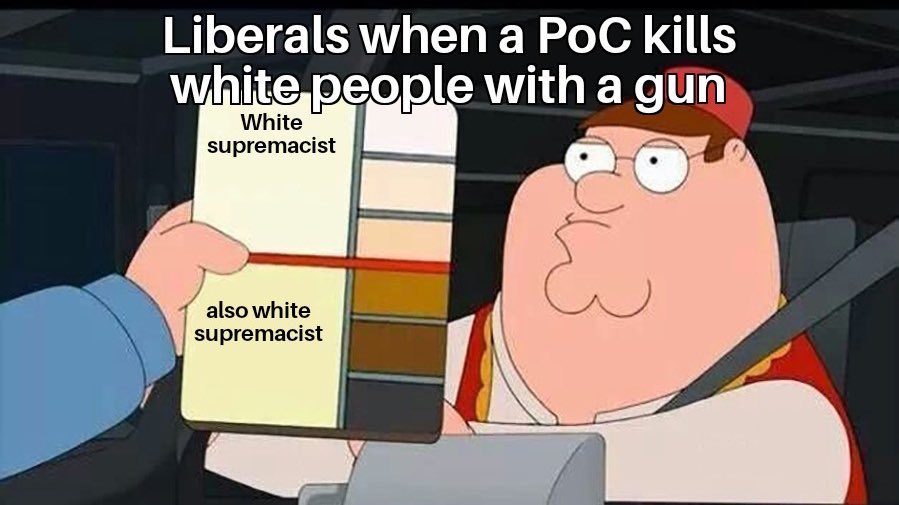 Liberals when a PoC kills
white people with a gun
White
supremacist
also white
supremacist